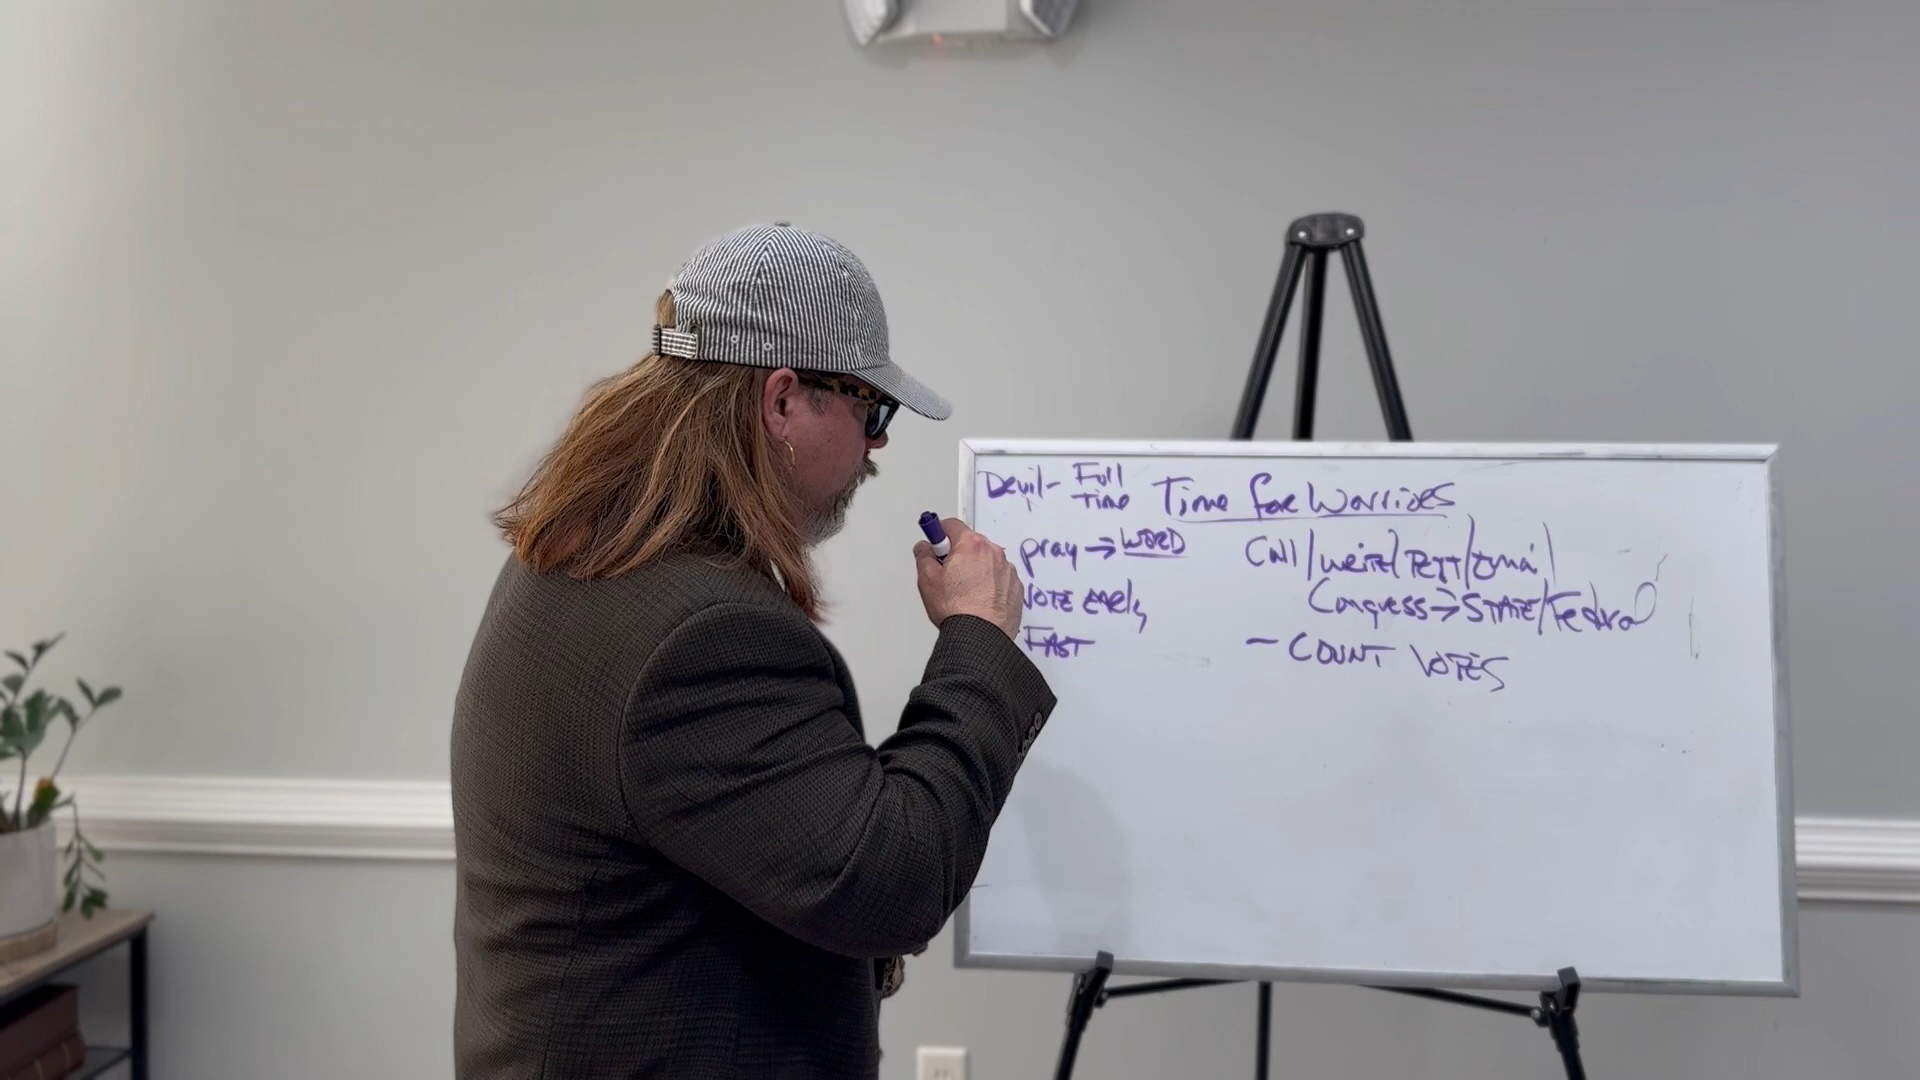 Devil- Full Time
Time for Warriors
pray → WORD
VOTE early
FAST
Call/write/Text/Email/
Congress → STATE/Federal
- COUNT VOTES